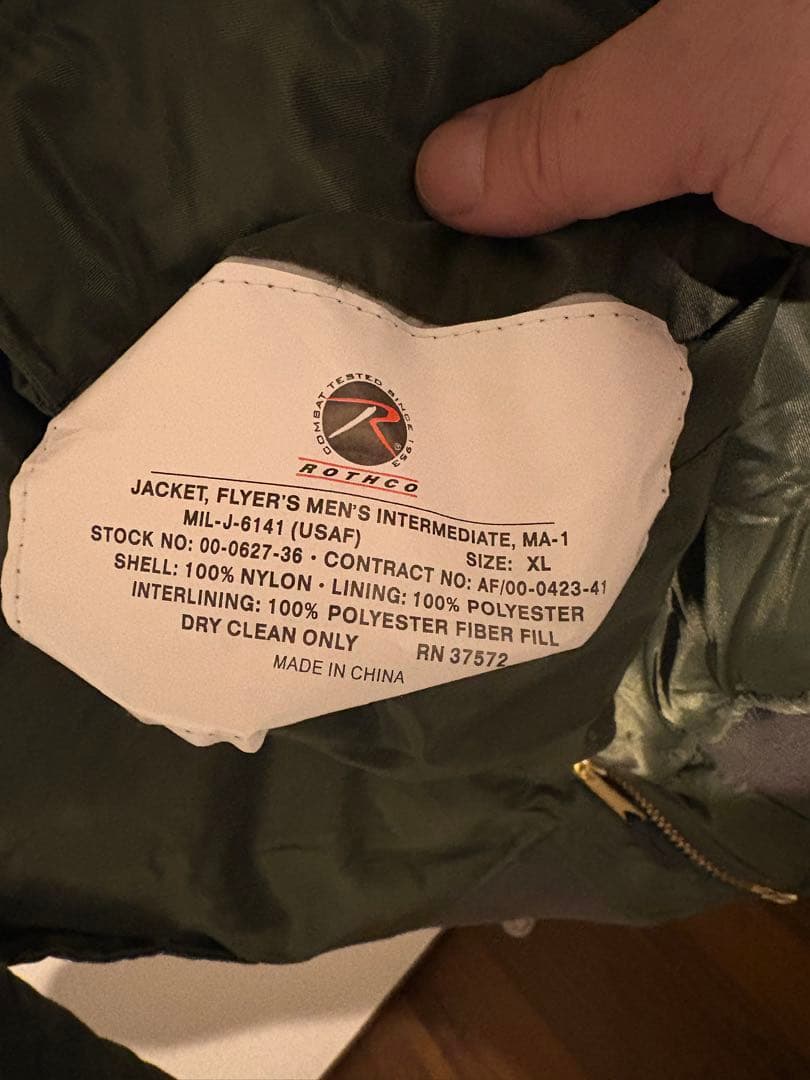 COMBAT TESTED SINCE 1953
R®
ROTHCO
JACKET, FLYER'S MEN'S INTERMEDIATE, MA-1
MIL-J-6141 (USAF) SIZE: XL
STOCK NO: 00-0627-36 • CONTRACT NO: AF/00-0423-41
SHELL: 100% NYLON • LINING: 100% POLYESTER
INTERLINING: 100% POLYESTER FIBER FILL
DRY CLEAN ONLY RN 37572
MADE IN CHINA